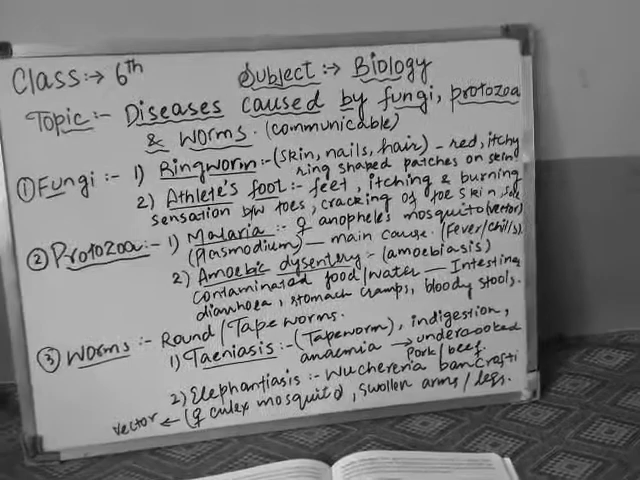 Class:→ 6th Subject:→ Biology
Topic:- Diseases caused by fungi, protozoa
& worms. (communicable)
① Fungi:- 1) Ringworm:-(skin, nails, hair) - red, itchy
ring shaped patches on skin
2) Athlete's foot:- feet, itching & burning
sensation b/w toes, cracking of toe skin,
② Protozoa:- 1) Malaria:- ♀ anopheles mosquito (vector)
(Plasmodium) — main cause. (Fever/chills).
2) Amoebic dysentery:- (amoebiasis)
contaminated food/water — Intestine
diarrhoea, stomach cramps, bloody stools.
③ Worms:- Round/Tape worms.
1) Taeniasis:- (Tapeworm), indigestion,
anaemia → undercooked
pork/beef.
2) Elephantiasis:- Wuchereria bancrofti
vector ← (♀ culex mosquito), swollen arms/legs.